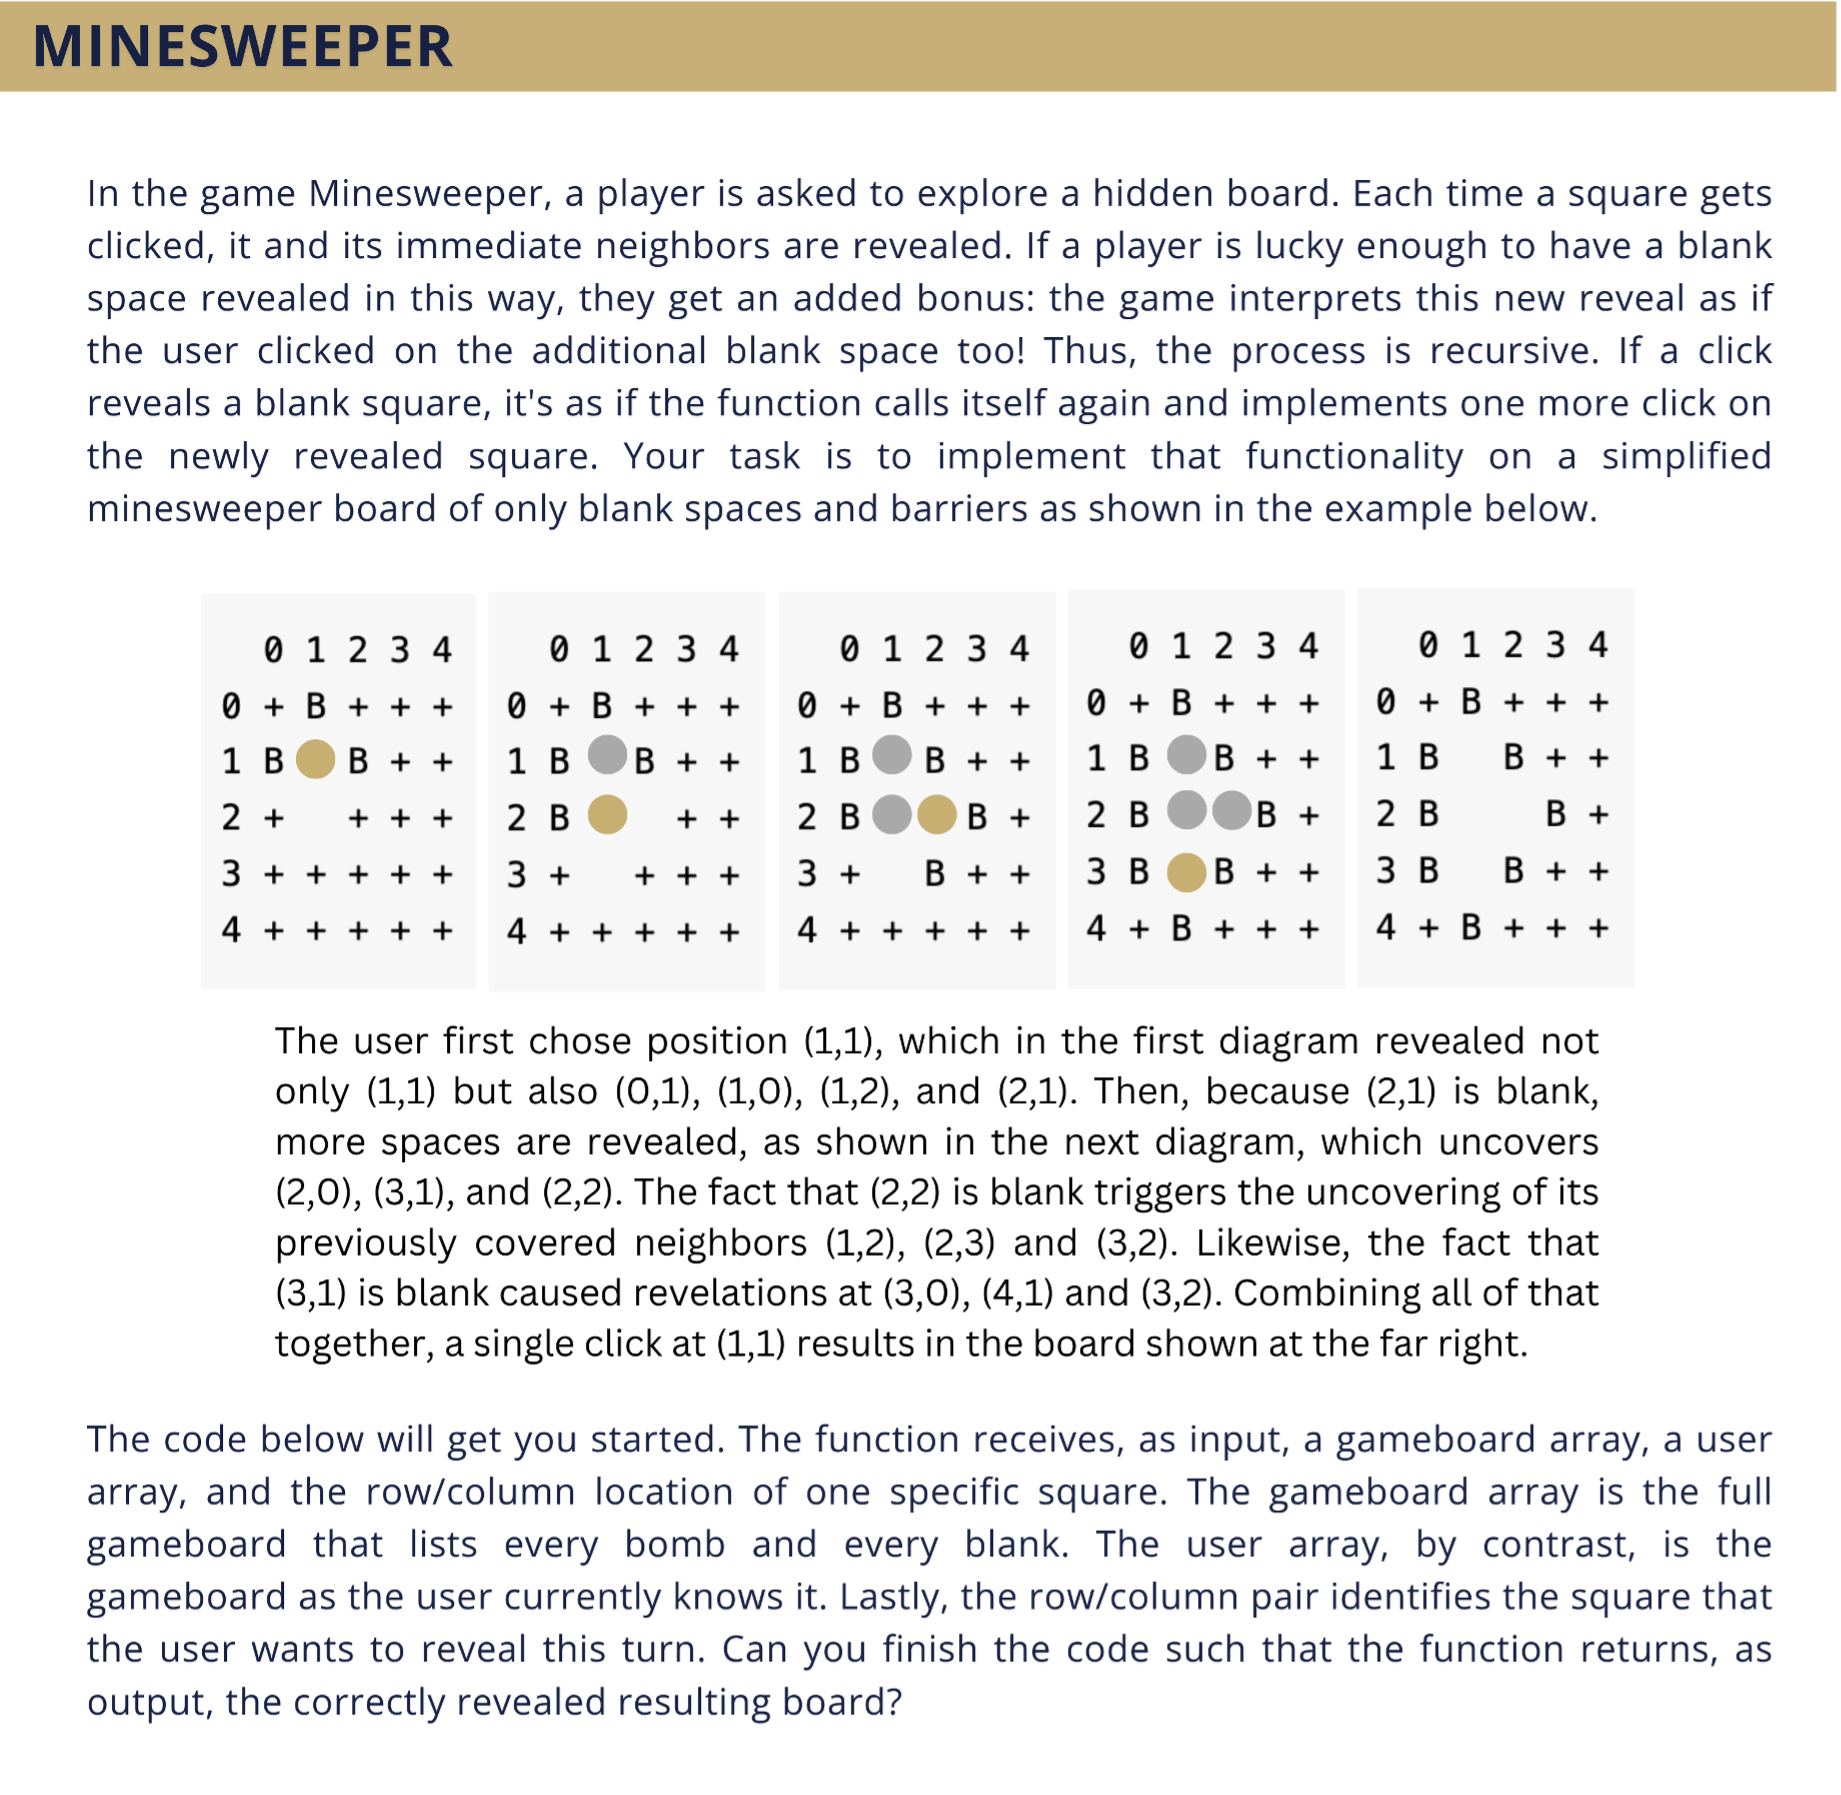 MINESWEEPER
In the game Minesweeper, a player is asked to explore a hidden board. Each time a square gets
clicked, it and its immediate neighbors are revealed. If a player is lucky enough to have a blank
space revealed in this way, they get an added bonus: the game interprets this new reveal as if
the user clicked on the additional blank space too! Thus, the process is recursive. If a click
reveals a blank square, it's as if the function calls itself again and implements one more click on
the newly revealed square. Your task is to implement that functionality on a simplified
minesweeper board of only blank spaces and barriers as shown in the example below.
0 1 2 3 4
0 + B + + +
1 B B + +
2 + + + +
3 + + + + +
4 + + + + +
0 1 2 3 4
0 + B + + +
1 B B + +
2 B + +
3 + + + +
4 + + + + +
0 1 2 3 4
0 + B + + +
1 B B + +
2 B B +
3 + B + +
4 + + + + +
0 1 2 3 4
0 + B + + +
1 B B + +
2 B B +
3 B B + +
4 + B + + +
0 1 2 3 4
0 + B + + +
1 B B + +
2 B B +
3 B B + +
4 + B + + +
The user first chose position (1,1), which in the first diagram revealed not
only (1,1) but also (0,1), (1,0), (1,2), and (2,1). Then, because (2,1) is blank,
more spaces are revealed, as shown in the next diagram, which uncovers
(2,0), (3,1), and (2,2). The fact that (2,2) is blank triggers the uncovering of its
previously covered neighbors (1,2), (2,3) and (3,2). Likewise, the fact that
(3,1) is blank caused revelations at (3,0), (4,1) and (3,2). Combining all of that
together, a single click at (1,1) results in the board shown at the far right.
The code below will get you started. The function receives, as input, a gameboard array, a user
array, and the row/column location of one specific square. The gameboard array is the full
gameboard that lists every bomb and every blank. The user array, by contrast, is the
gameboard as the user currently knows it. Lastly, the row/column pair identifies the square that
the user wants to reveal this turn. Can you finish the code such that the function returns, as
output, the correctly revealed resulting board?